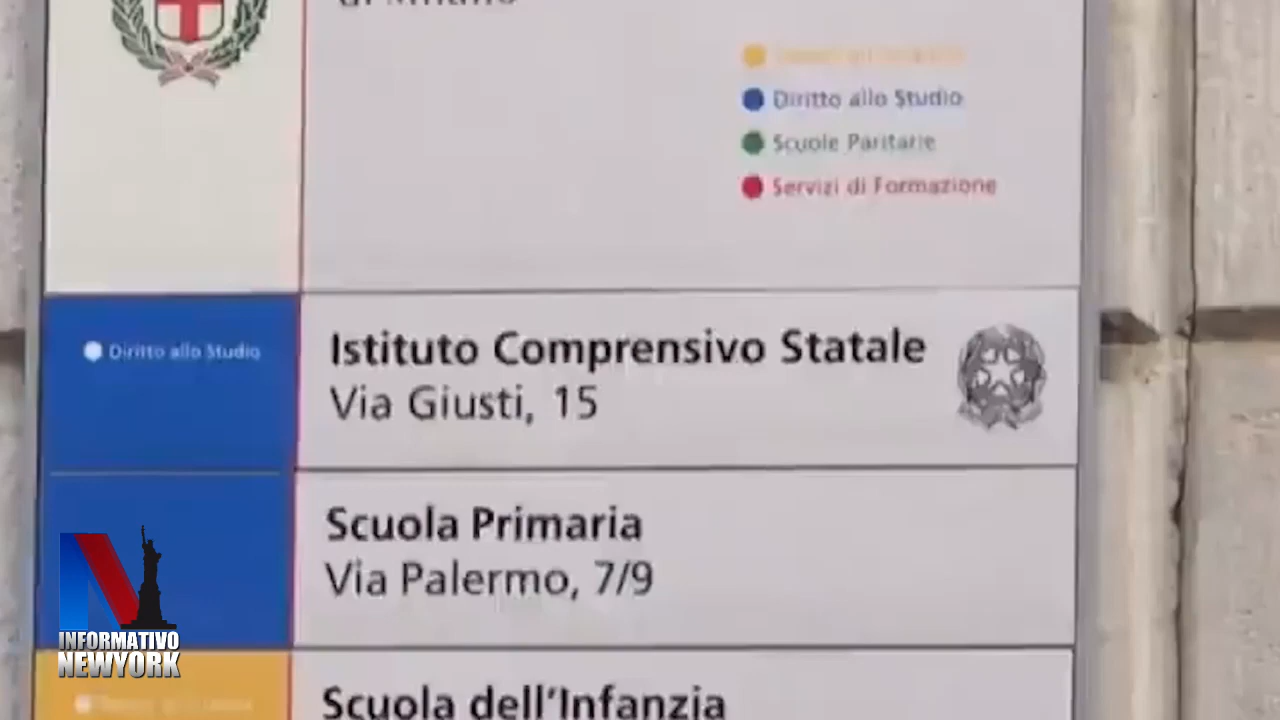 Diritto allo Studio
Scuole Paritarie
Servizi di Formazione
Diritto allo Studio
Istituto Comprensivo Statale
Via Giusti, 15
Scuola Primaria
Via Palermo, 7/9
Scuola dell'Infanzia
INFORMATIVO
NEWYORK